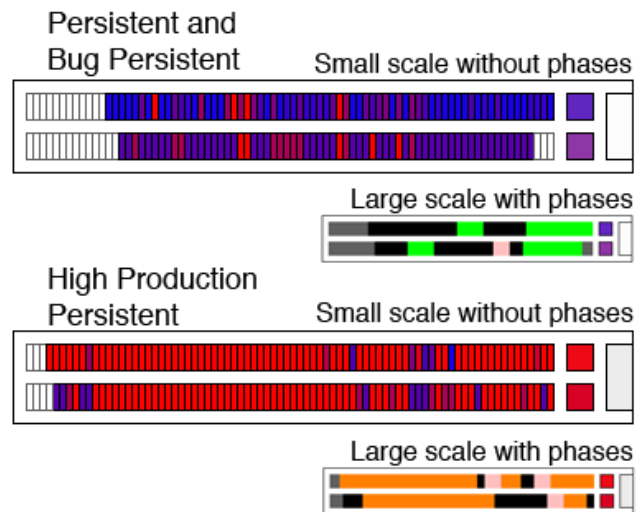 Persistent and
Bug Persistent
Small scale without phases
Large scale with phases
High Production
Persistent
Small scale without phases
Large scale with phases